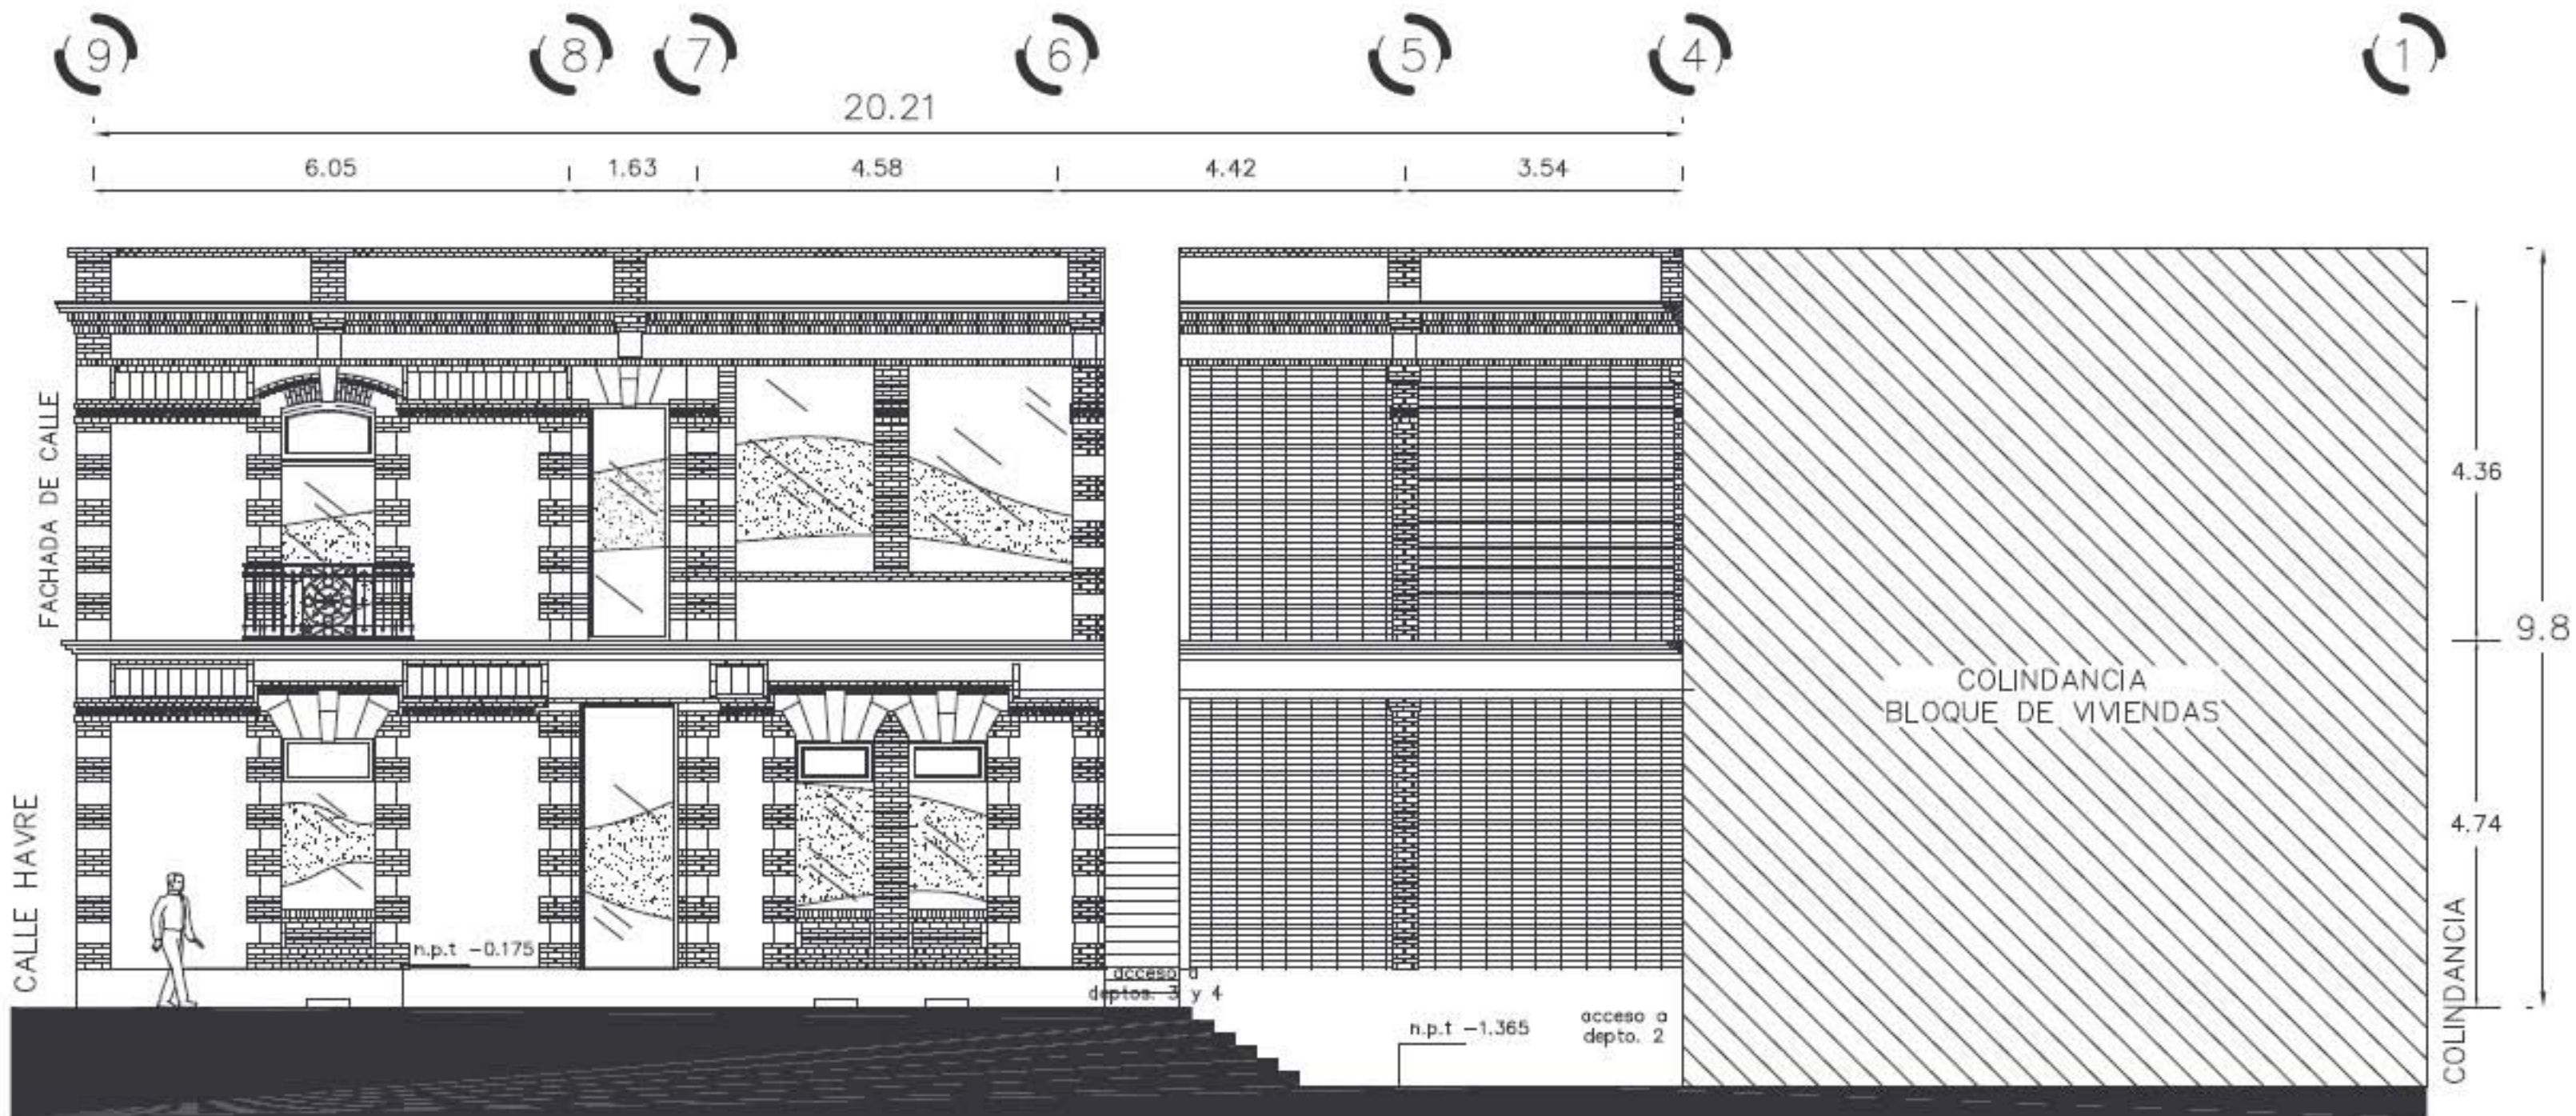 9 8 7 6 5 4 1
20.21
6.05 1.63 4.58 4.42 3.54
FACHADA DE CALLE
CALLE HAVRE
4.36
9.8
4.74
COLINDANCIA
BLOQUE DE VIVIENDAS
COLINDANCIA
n.p.t -0.175
acceso a
deptos. 3 y 4
n.p.t -1.365
acceso a
depto. 2